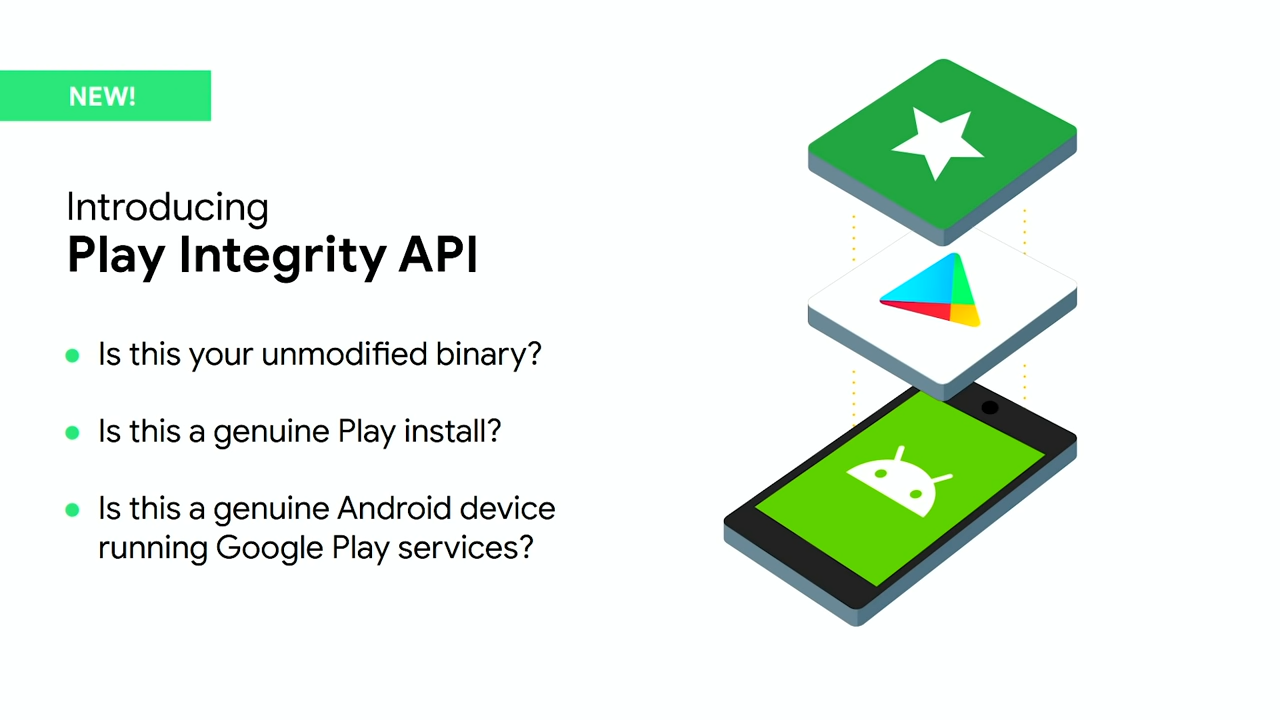 NEW!
Introducing
Play Integrity API
Is this your unmodified binary?
Is this a genuine Play install?
Is this a genuine Android device
running Google Play services?